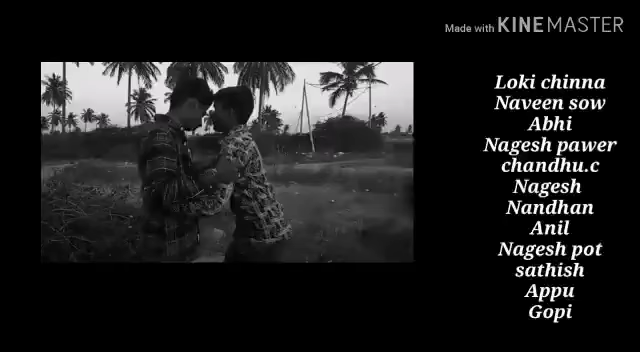 Made with KINEMASTER
Loki chinna
Naveen sow
Abhi
Nagesh pawer
chandhu.c
Nagesh
Nandhan
Anil
Nagesh pot
sathish
Appu
Gopi